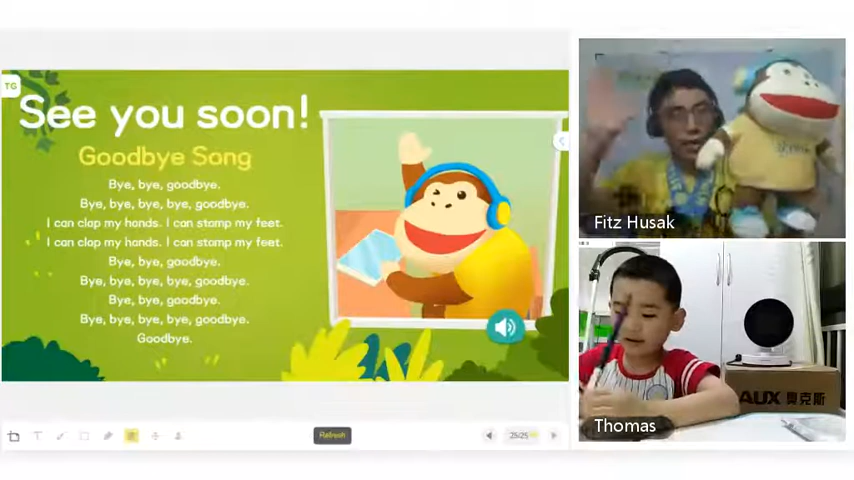 TG
See you soon!
Goodbye Song
Bye, bye, goodbye.
Bye, bye, bye, bye, goodbye.
I can clap my hands. I can stamp my feet.
I can clap my hands. I can stamp my feet.
Bye, bye, goodbye.
Bye, bye, bye, bye, goodbye.
Bye, bye, goodbye.
Bye, bye, bye, bye, goodbye.
Goodbye.
Refresh
25/25
Fitz Husak
AUX 奥克斯
Thomas